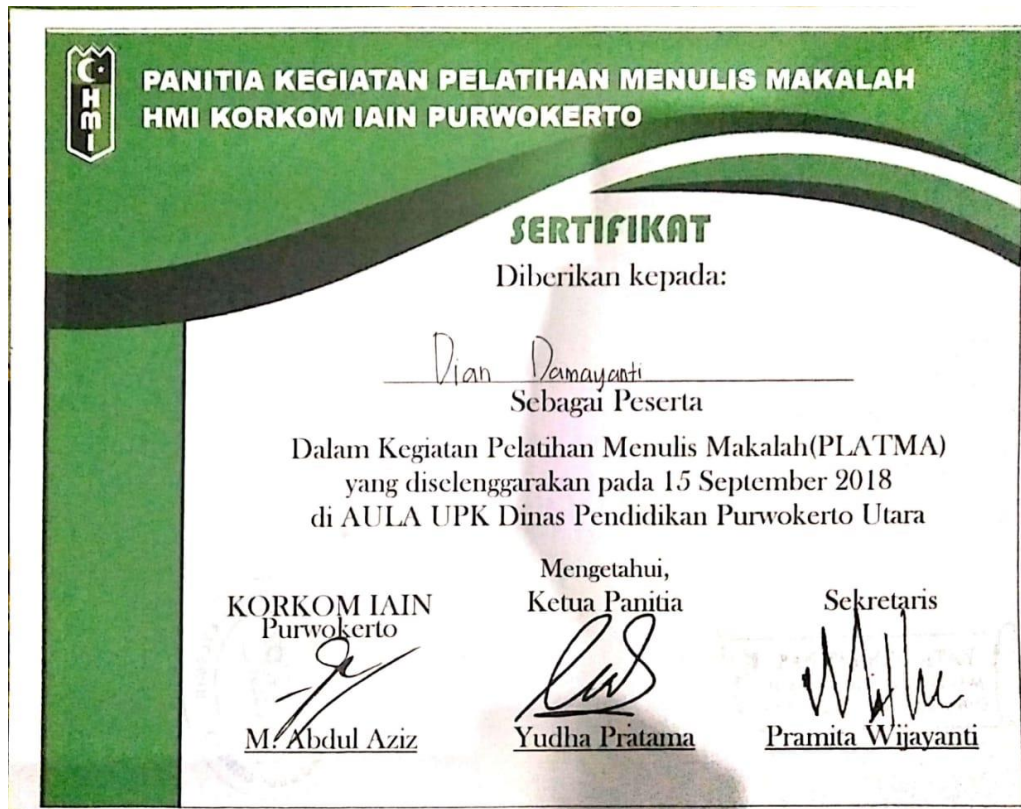 HMI
PANITIA KEGIATAN PELATIHAN MENULIS MAKALAH
HMI KORKOM IAIN PURWOKERTO
SERTIFIKAT
Diberikan kepada:
Dian Damayanti
Sebagai Peserta
Dalam Kegiatan Pelatihan Menulis Makalah(PLATMA)
yang diselenggarakan pada 15 September 2018
di AULA UPK Dinas Pendidikan Purwokerto Utara
Mengetahui,
KORKOM IAIN Ketua Panitia Sekretaris
Purwokerto
M. Abdul Aziz Yudha Pratama Pramita Wijayanti